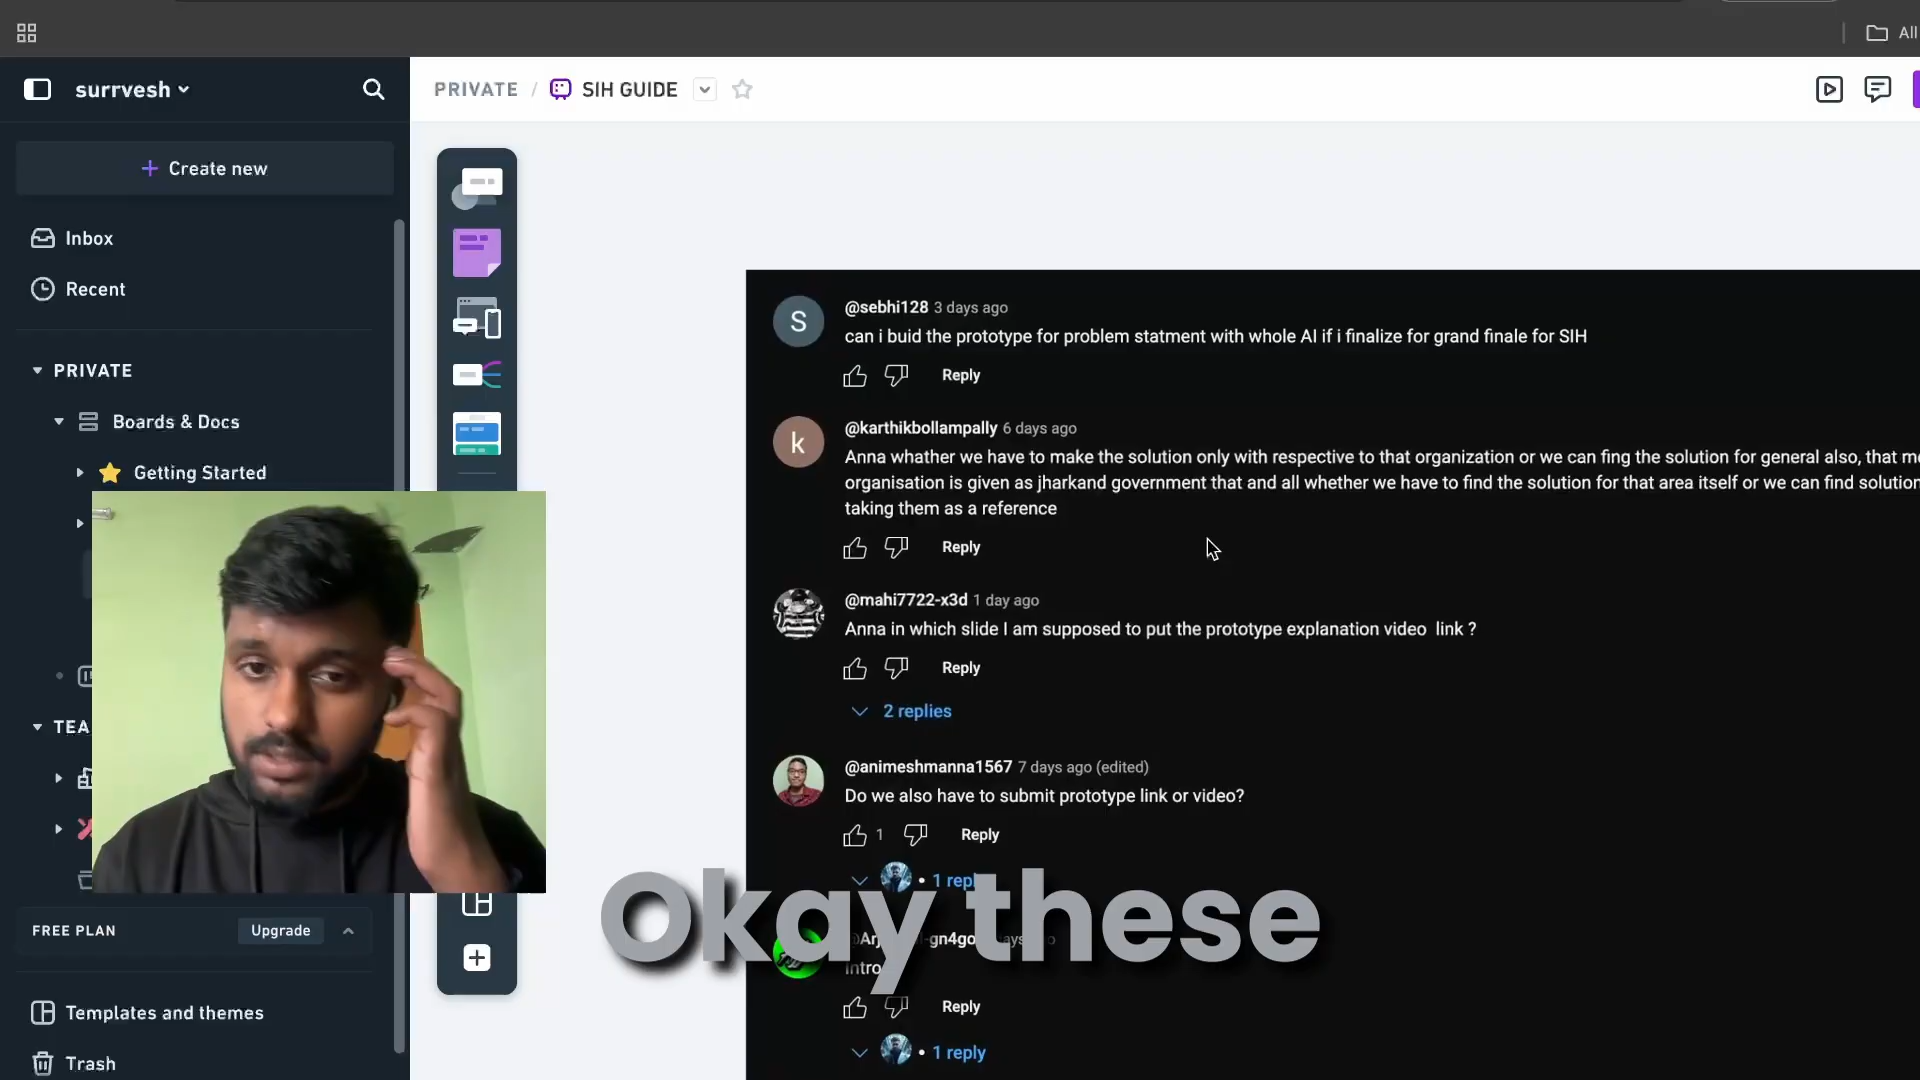 All
surrvesh
PRIVATE / SIH GUIDE
+ Create new
Inbox
Recent
PRIVATE
Boards & Docs
Getting Started
TEA
FREE PLAN
Upgrade
Templates and themes
Trash
S
@sebhi128 3 days ago
can i buid the prototype for problem statment with whole AI if i finalize for grand finale for SIH
Reply
k
@karthikbollampally 6 days ago
Anna whather we have to make the solution only with respective to that organization or we can fing the solution for general also, that
organisation is given as jharkand government that and all whether we have to find the solution for that area itself or we can find solution
taking them as a reference
Reply
@mahi7722-x3d 1 day ago
Anna in which slide I am supposed to put the prototype explanation video link ?
Reply
2 replies
@animeshmanna1567 7 days ago (edited)
Do we also have to submit prototype link or video?
1 Reply
• 1 repl
Intro
Reply
• 1 reply
Okay these